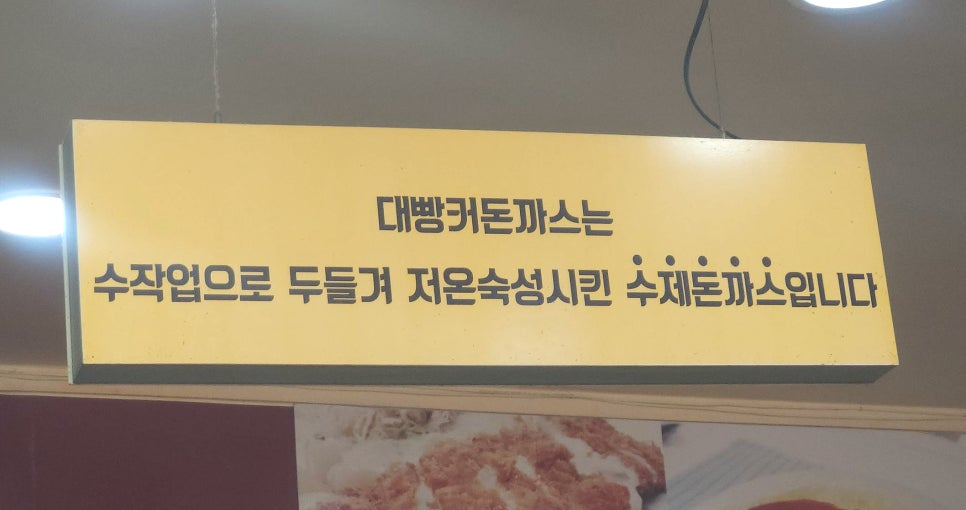 대빵커돈까스는
수작업으로 두들겨 저온숙성시킨 수제돈까스입니다